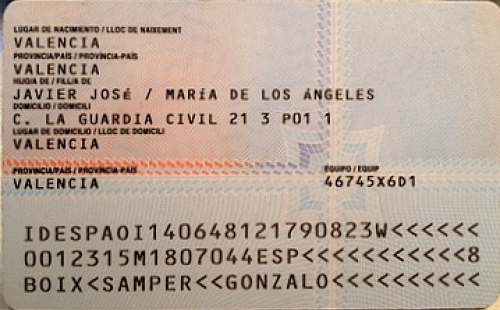 LUGAR DE NACIMIENTO / LLOC DE NAIXEMENT
VALENCIA
PROVINCIA/PAÍS / PROVÍNCIA-PAÍS
VALENCIA
HIJO/A DE / FILL/A DE
JAVIER JOSÉ / MARÍA DE LOS ÁNGELES
DOMICILIO / DOMICILI
C. LA GUARDIA CIVIL 21 3 P01 1
LUGAR DE DOMICILIO / LLOC DE DOMICILI
VALENCIA
PROVINCIA/PAÍS / PROVÍNCIA-PAÍS EQUIPO / EQUIP
VALENCIA 46745X6D1
IDESPAOI140648121790823W<<<<<<
0012315M1807044ESP<<<<<<<<<<<8
BOIX<SAMPER<<GONZALO<<<<<<<<<<